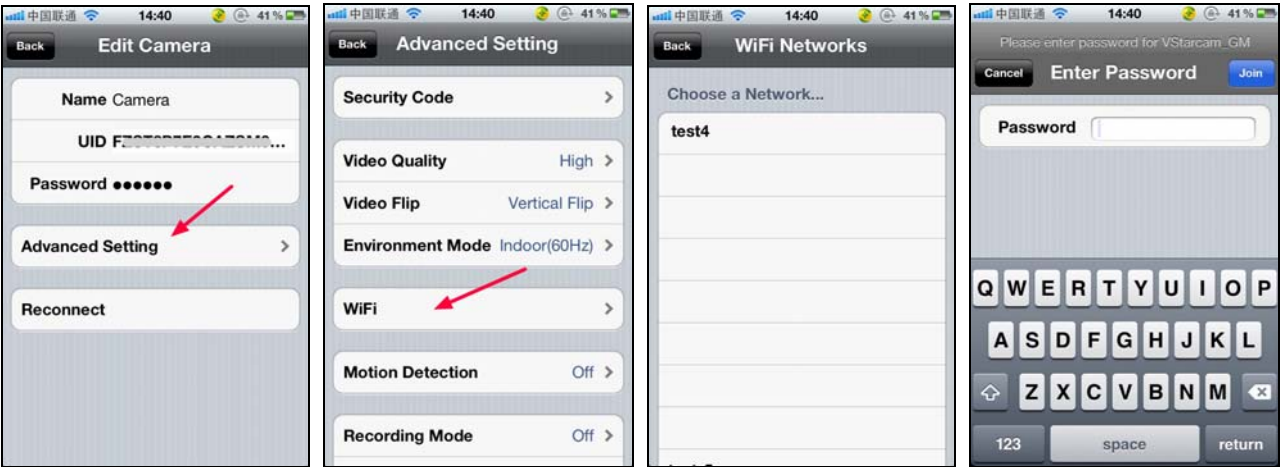 中国联通 14:40 41%
Back Edit Camera
Name Camera
UID
Password ●●●●●●
Advanced Setting
Reconnect
中国联通 14:40 41%
Back Advanced Setting
Security Code
Video Quality High
Video Flip Vertical Flip
Environment Mode Indoor(60Hz)
WiFi
Motion Detection Off
Recording Mode Off
中国联通 14:40 41%
Back WiFi Networks
Choose a Network...
test4
中国联通 14:40 41%
Please enter password for VStarcam_GM
Cancel Enter Password Join
Password
Q W E R T Y U I O P
A S D F G H J K L
Z X C V B N M
123 space return